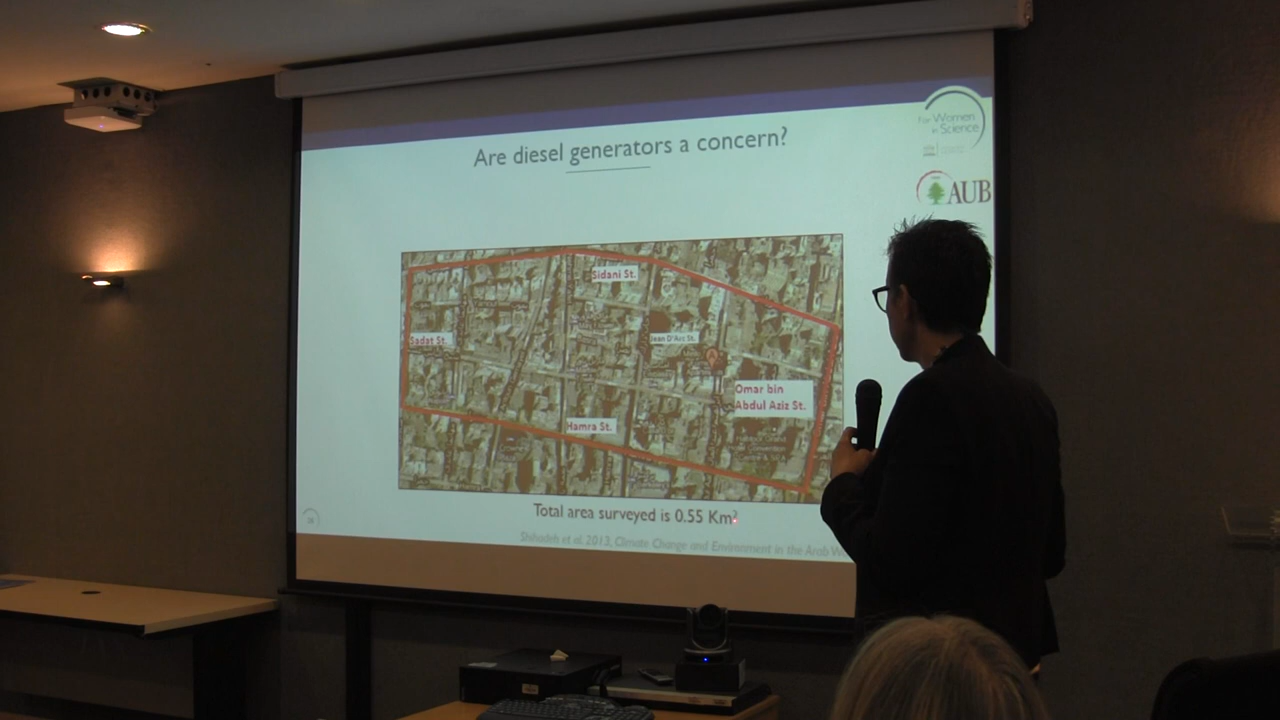 Are diesel generators a concern?
For Women
in Science
AUB
Sidani St.
Sadat St.
Jean D'Arc St.
Omar bin
Abdul Aziz St.
Hamra St.
Total area surveyed is 0.55 Km²
Shihadeh et al. 2013, Climate Change and Environment in the Arab